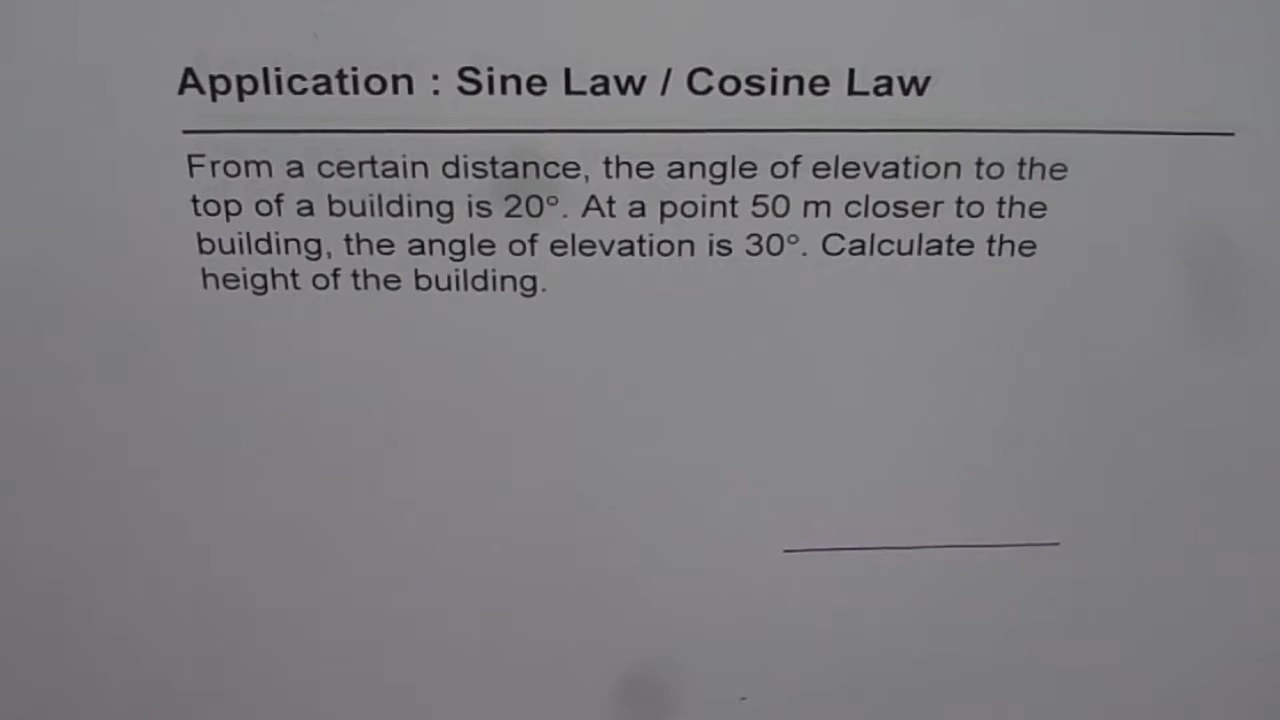 Application : Sine Law / Cosine Law
From a certain distance, the angle of elevation to the
top of a building is 20°. At a point 50 m closer to the
building, the angle of elevation is 30°. Calculate the
height of the building.